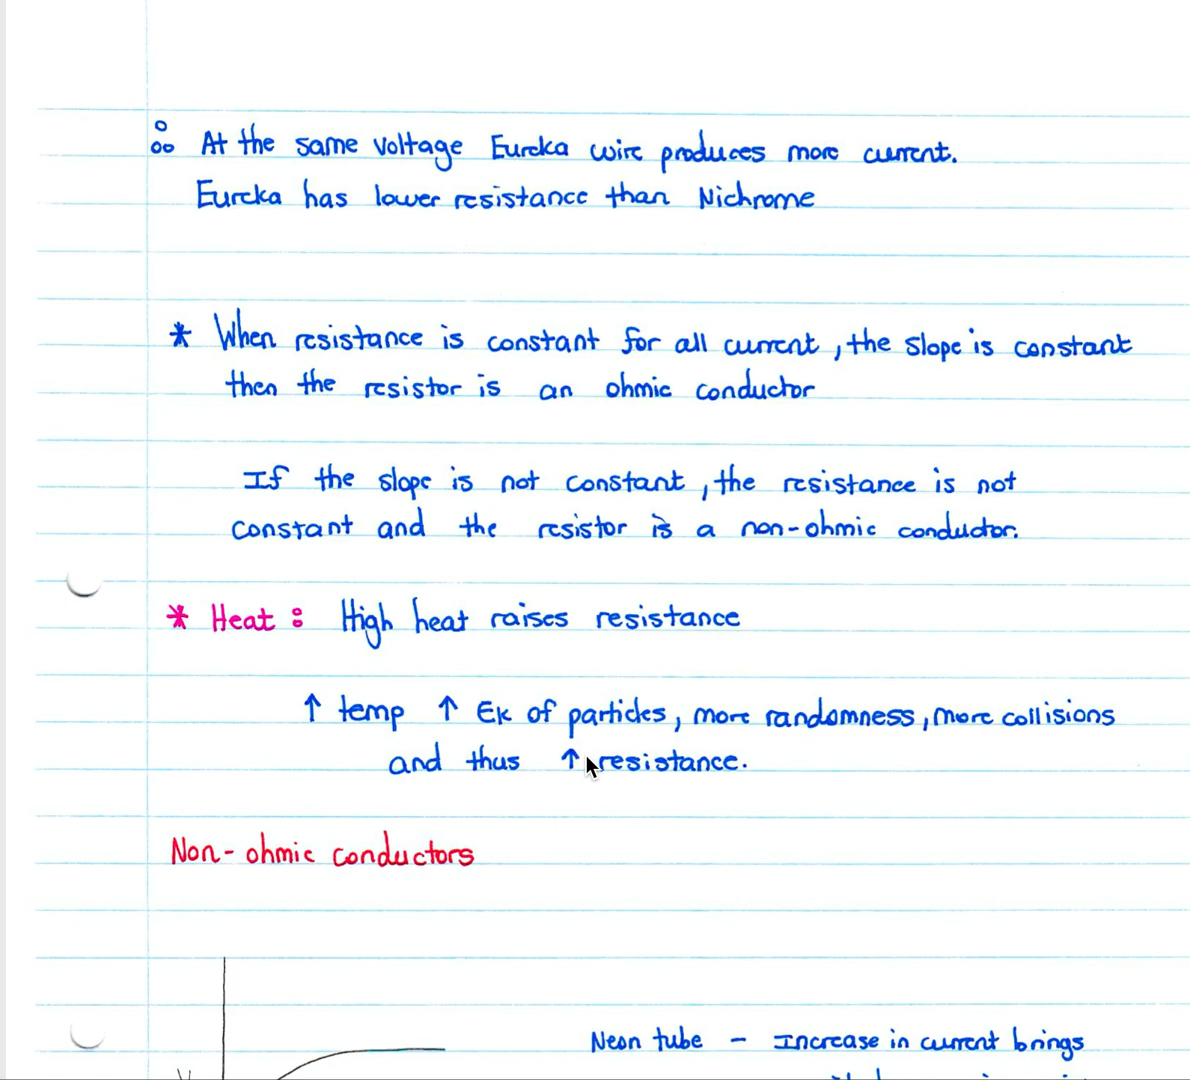 ∴ At the same voltage Eureka wire produces more current.
Eureka has lower resistance than Nichrome
* When resistance is constant for all current, the slope is constant
then the resistor is an ohmic conductor
If the slope is not constant, the resistance is not
constant and the resistor is a non-ohmic conductor.
* Heat : High heat raises resistance
↑ temp ↑ Ek of particles, more randomness, more collisions
and thus ↑ resistance.
Non-ohmic conductors
Neon tube - Increase in current brings
V